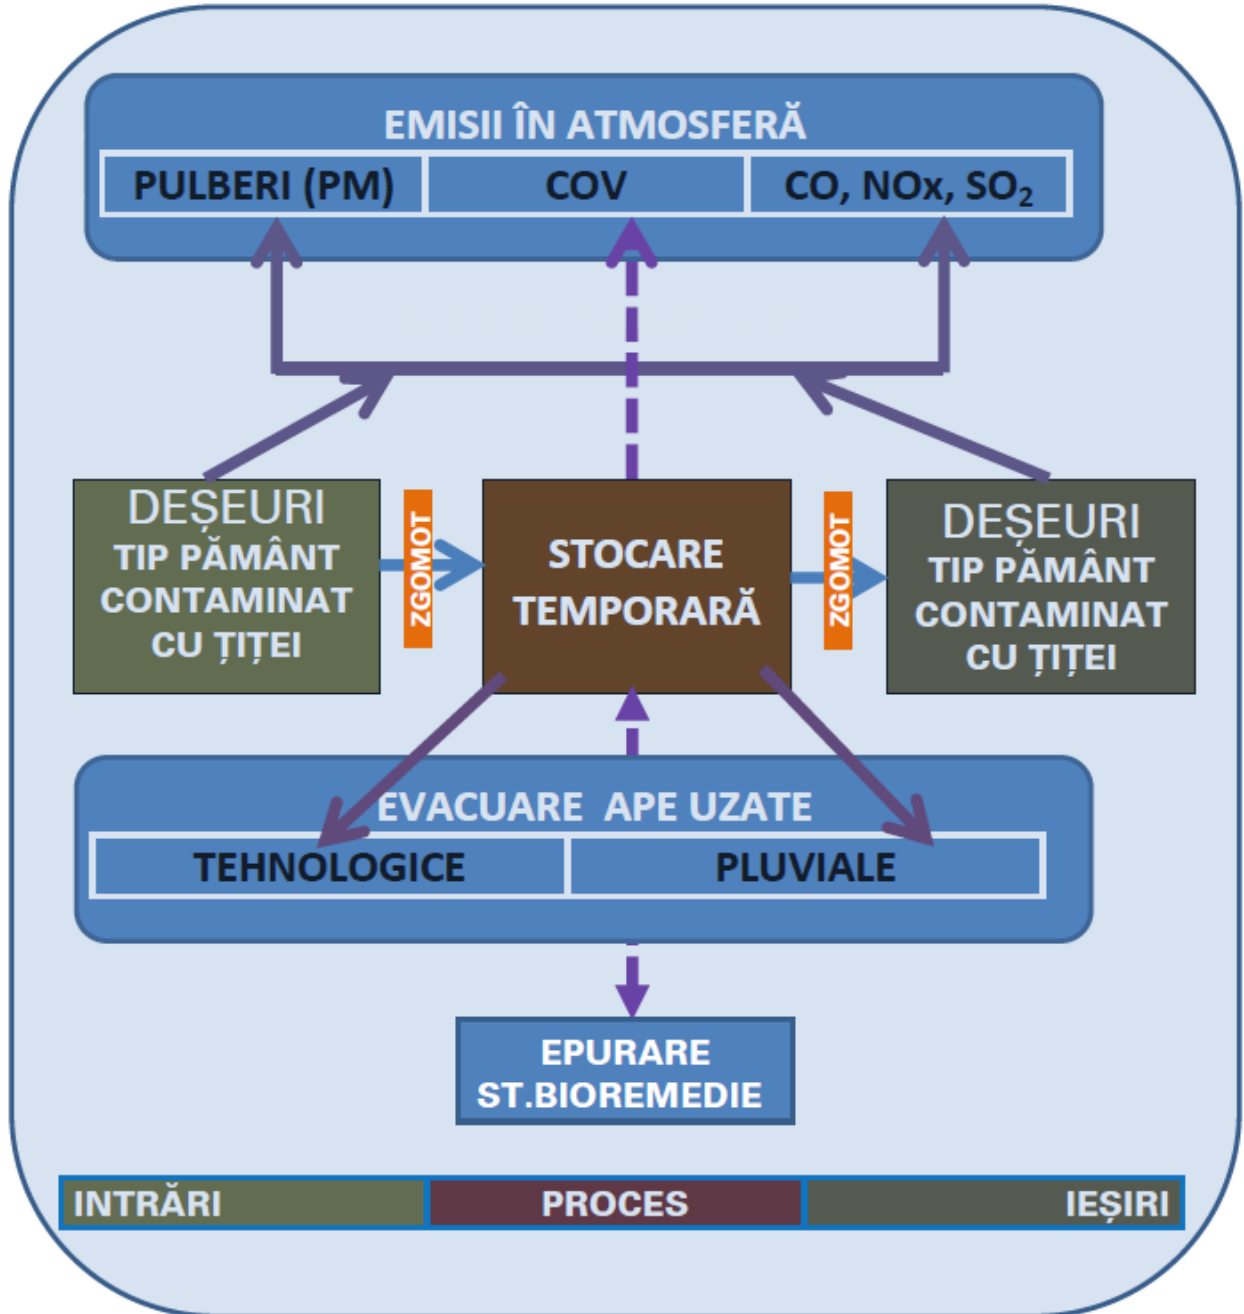 EMISII ÎN ATMOSFERĂ
PULBERI (PM)
COV
CO, NOx, SO₂
DEȘEURI
TIP PĂMÂNT
CONTAMINAT
CU ȚIȚEI
ZGOMOT
STOCARE
TEMPORARĂ
ZGOMOT
DEȘEURI
TIP PĂMÂNT
CONTAMINAT
CU ȚIȚEI
EVACUARE APE UZATE
TEHNOLOGICE
PLUVIALE
EPURARE
ST.BIOREMEDIE
INTRĂRI
PROCES
IEȘIRI